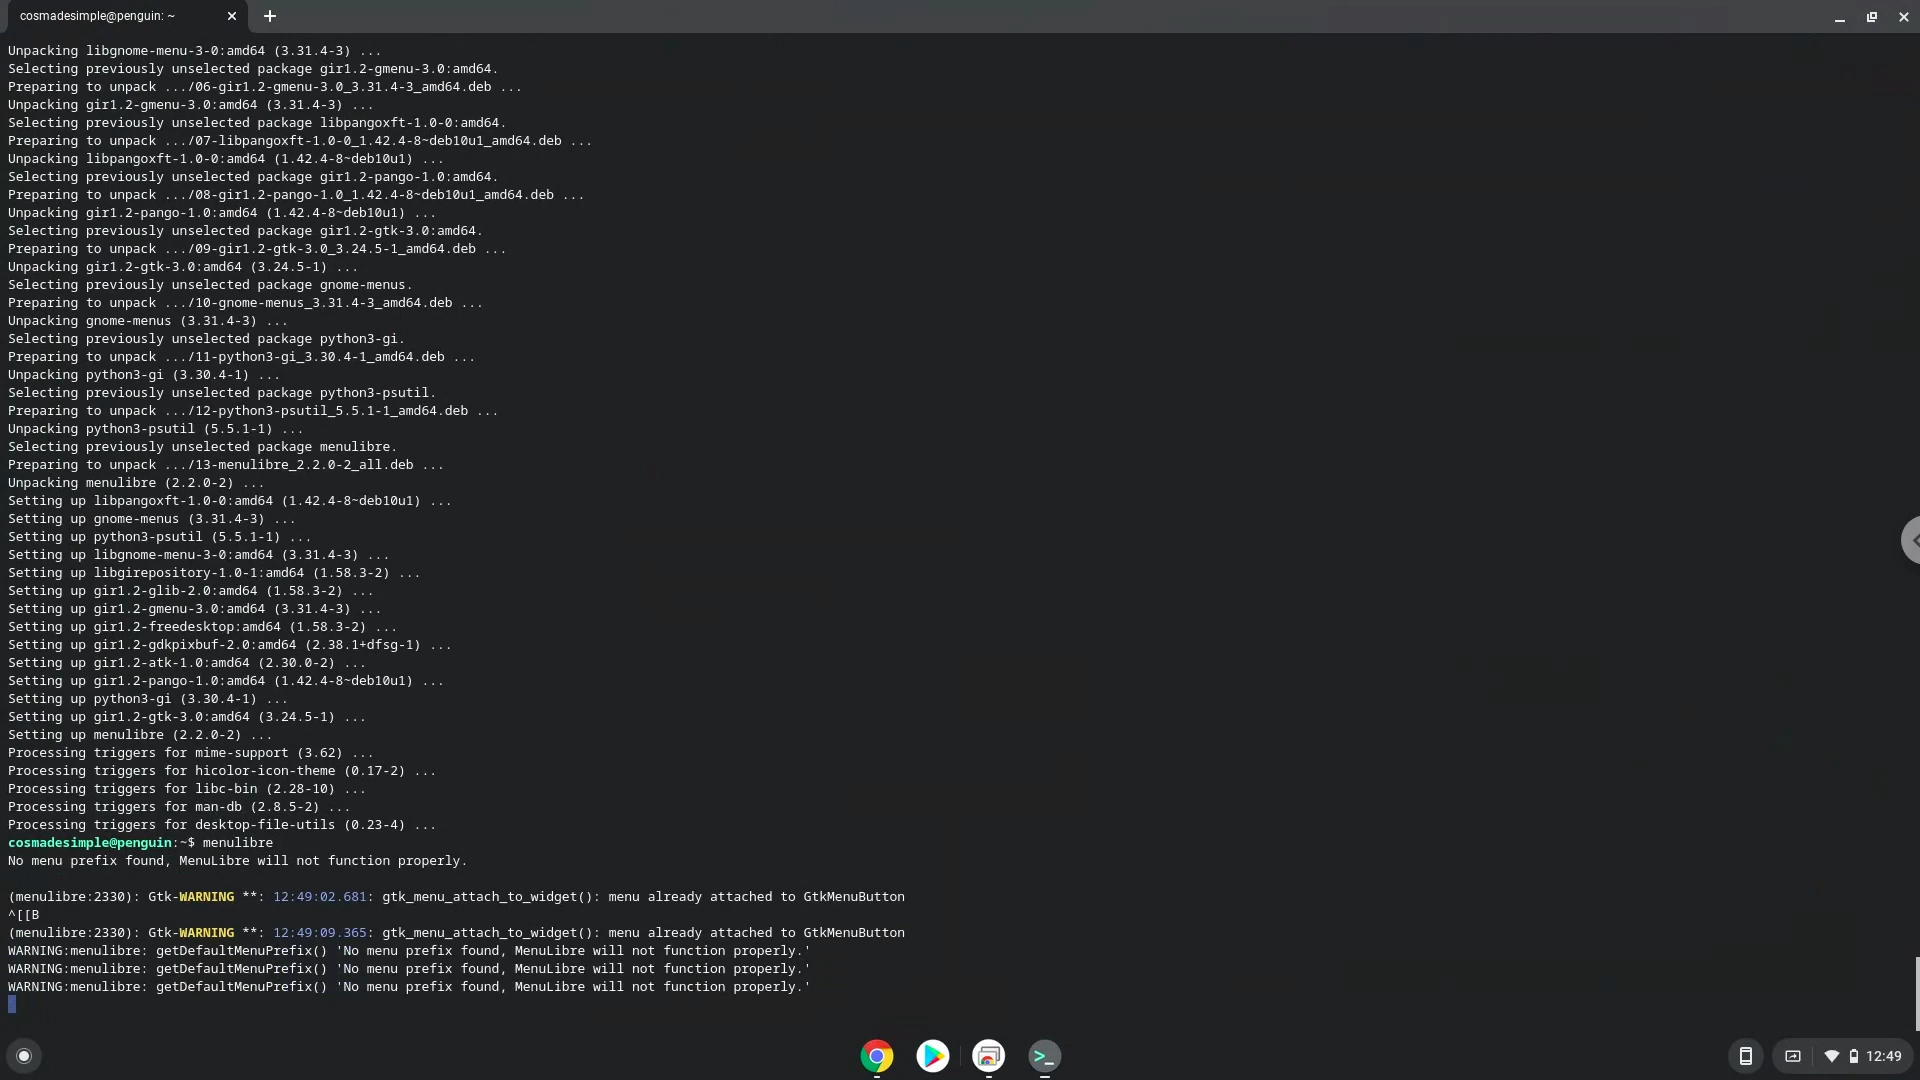 cosmadesimple@penguin: ~
Unpacking libgnome-menu-3-0:amd64 (3.31.4-3) ...
Selecting previously unselected package gir1.2-gmenu-3.0:amd64.
Preparing to unpack .../06-gir1.2-gmenu-3.0_3.31.4-3_amd64.deb ...
Unpacking gir1.2-gmenu-3.0:amd64 (3.31.4-3) ...
Selecting previously unselected package libpangoxft-1.0-0:amd64.
Preparing to unpack .../07-libpangoxft-1.0-0_1.42.4-8~deb10u1_amd64.deb ...
Unpacking libpangoxft-1.0-0:amd64 (1.42.4-8~deb10u1) ...
Selecting previously unselected package gir1.2-pango-1.0:amd64.
Preparing to unpack .../08-gir1.2-pango-1.0_1.42.4-8~deb10u1_amd64.deb ...
Unpacking gir1.2-pango-1.0:amd64 (1.42.4-8~deb10u1) ...
Selecting previously unselected package gir1.2-gtk-3.0:amd64.
Preparing to unpack .../09-gir1.2-gtk-3.0_3.24.5-1_amd64.deb ...
Unpacking gir1.2-gtk-3.0:amd64 (3.24.5-1) ...
Selecting previously unselected package gnome-menus.
Preparing to unpack .../10-gnome-menus_3.31.4-3_amd64.deb ...
Unpacking gnome-menus (3.31.4-3) ...
Selecting previously unselected package python3-gi.
Preparing to unpack .../11-python3-gi_3.30.4-1_amd64.deb ...
Unpacking python3-gi (3.30.4-1) ...
Selecting previously unselected package python3-psutil.
Preparing to unpack .../12-python3-psutil_5.5.1-1_amd64.deb ...
Unpacking python3-psutil (5.5.1-1) ...
Selecting previously unselected package menulibre.
Preparing to unpack .../13-menulibre_2.2.0-2_all.deb ...
Unpacking menulibre (2.2.0-2) ...
Setting up libpangoxft-1.0-0:amd64 (1.42.4-8~deb10u1) ...
Setting up gnome-menus (3.31.4-3) ...
Setting up python3-psutil (5.5.1-1) ...
Setting up libgnome-menu-3-0:amd64 (3.31.4-3) ...
Setting up libgirepository-1.0-1:amd64 (1.58.3-2) ...
Setting up gir1.2-glib-2.0:amd64 (1.58.3-2) ...
Setting up gir1.2-gmenu-3.0:amd64 (3.31.4-3) ...
Setting up gir1.2-freedesktop:amd64 (1.58.3-2) ...
Setting up gir1.2-gdkpixbuf-2.0:amd64 (2.38.1+dfsg-1) ...
Setting up gir1.2-atk-1.0:amd64 (2.30.0-2) ...
Setting up gir1.2-pango-1.0:amd64 (1.42.4-8~deb10u1) ...
Setting up python3-gi (3.30.4-1) ...
Setting up gir1.2-gtk-3.0:amd64 (3.24.5-1) ...
Setting up menulibre (2.2.0-2) ...
Processing triggers for mime-support (3.62) ...
Processing triggers for hicolor-icon-theme (0.17-2) ...
Processing triggers for libc-bin (2.28-10) ...
Processing triggers for man-db (2.8.5-2) ...
Processing triggers for desktop-file-utils (0.23-4) ...
cosmadesimple@penguin:~$ menulibre
No menu prefix found, MenuLibre will not function properly.
(menulibre:2330): Gtk-WARNING **: 12:49:02.681: gtk_menu_attach_to_widget(): menu already attached to GtkMenuButton
^[[B
(menulibre:2330): Gtk-WARNING **: 12:49:09.365: gtk_menu_attach_to_widget(): menu already attached to GtkMenuButton
WARNING:menulibre: getDefaultMenuPrefix() 'No menu prefix found, MenuLibre will not function properly.'
WARNING:menulibre: getDefaultMenuPrefix() 'No menu prefix found, MenuLibre will not function properly.'
WARNING:menulibre: getDefaultMenuPrefix() 'No menu prefix found, MenuLibre will not function properly.'
12:49